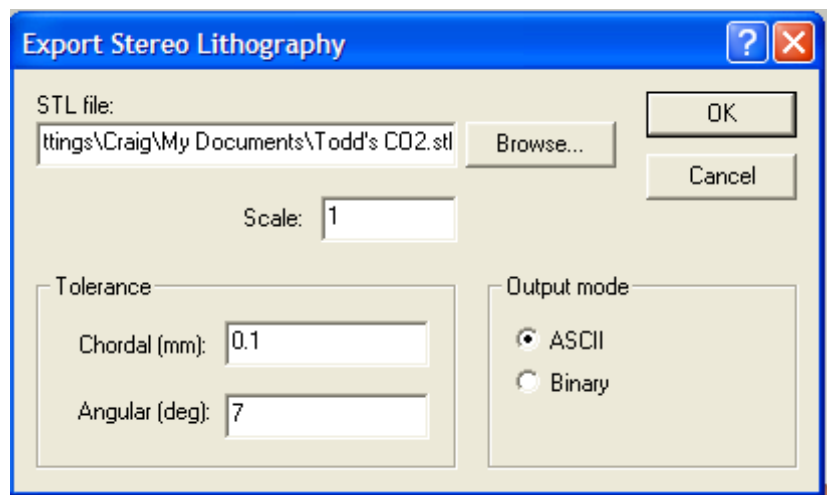 Export Stereo Lithography
STL file:
ttings\Craig\My Documents\Todd's CO2.stl
Browse...
OK
Cancel
Scale: 1
Tolerance
Chordal (mm): 0.1
Angular (deg): 7
Output mode
ASCII
Binary